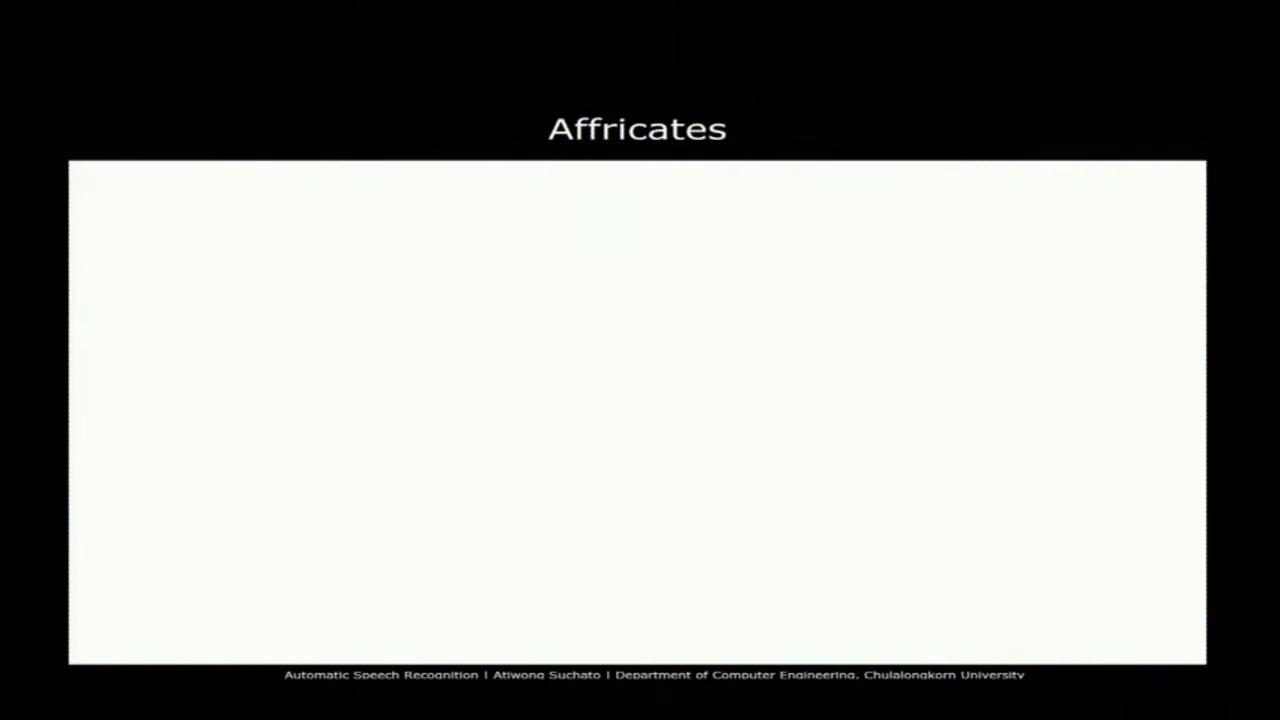 Affricates
Automatic Speech Recognition | Atiwong Suchato | Department of Computer Engineering, Chulalongkorn University